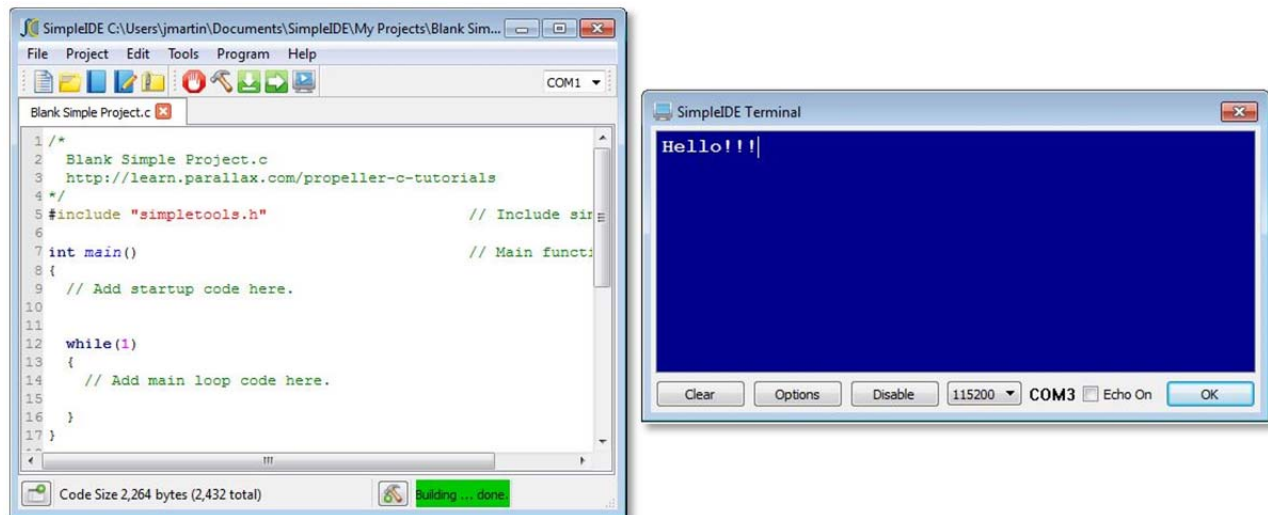 SimpleIDE C:\Users\jmartin\Documents\SimpleIDE\My Projects\Blank Sim...
File Project Edit Tools Program Help
COM1
Blank Simple Project.c
1 /*
2 Blank Simple Project.c
3 http://learn.parallax.com/propeller-c-tutorials
4 */
5 #include "simpletools.h" // Include
6
7 int main() // Main
8 {
9 // Add startup code here.
10
11
12 while(1)
13 {
14 // Add main loop code here.
15
16 }
17 }
Code Size 2,264 bytes (2,432 total)
Building ... done.
SimpleIDE Terminal
Hello!!!
Clear Options Disable 115200 COM3 Echo On OK